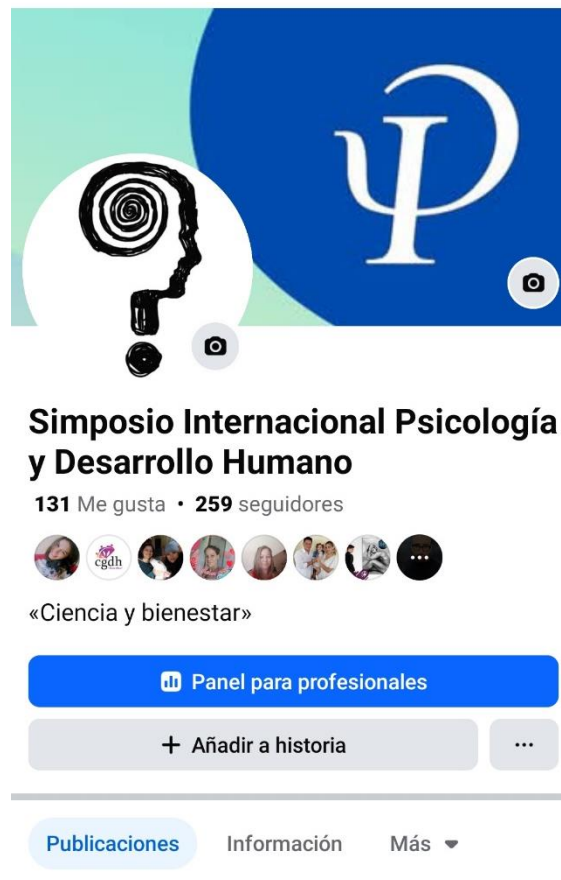 Simposio Internacional Psicología
y Desarrollo Humano
131 Me gusta • 259 seguidores
cgdh
«Ciencia y bienestar»
Panel para profesionales
+ Añadir a historia
...
Publicaciones Información Más